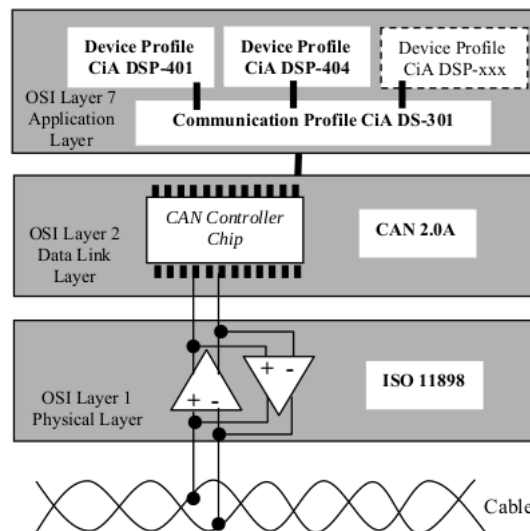 Device Profile
CiA DSP-401
Device Profile
CiA DSP-404
Device Profile
CiA DSP-xxx
OSI Layer 7
Application
Layer
Communication Profile CiA DS-301
OSI Layer 2
Data Link
Layer
CAN Controller
Chip
CAN 2.0A
OSI Layer 1
Physical Layer
+ -
+ -
ISO 11898
Cable